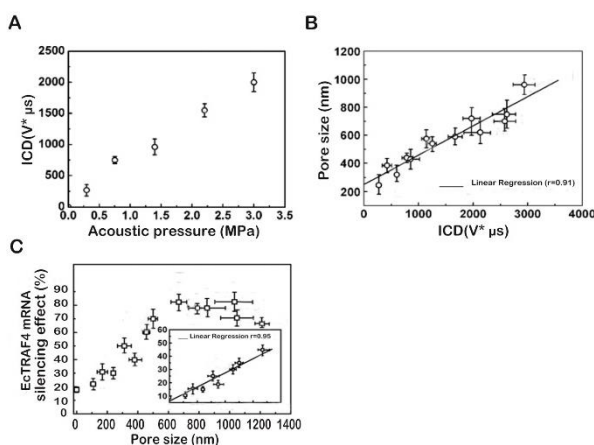 A
ICD(V* µs)
2500
2000
1500
1000
500
0
0.0 0.5 1.0 1.5 2.0 2.5 3.0 3.5
Acoustic pressure (MPa)
B
Pore size (nm)
1200
1000
800
600
400
200
Linear Regression (r=0.91)
0 1000 2000 3000 4000
ICD(V* µs)
C
EcTRAF4 mRNA
silencing effect (%)
90
80
70
60
50
40
30
20
10
0
Linear Regression r=0.95
60
50
40
30
20
10
0 200 400 600 800 1000 1200 1400
Pore size (nm)